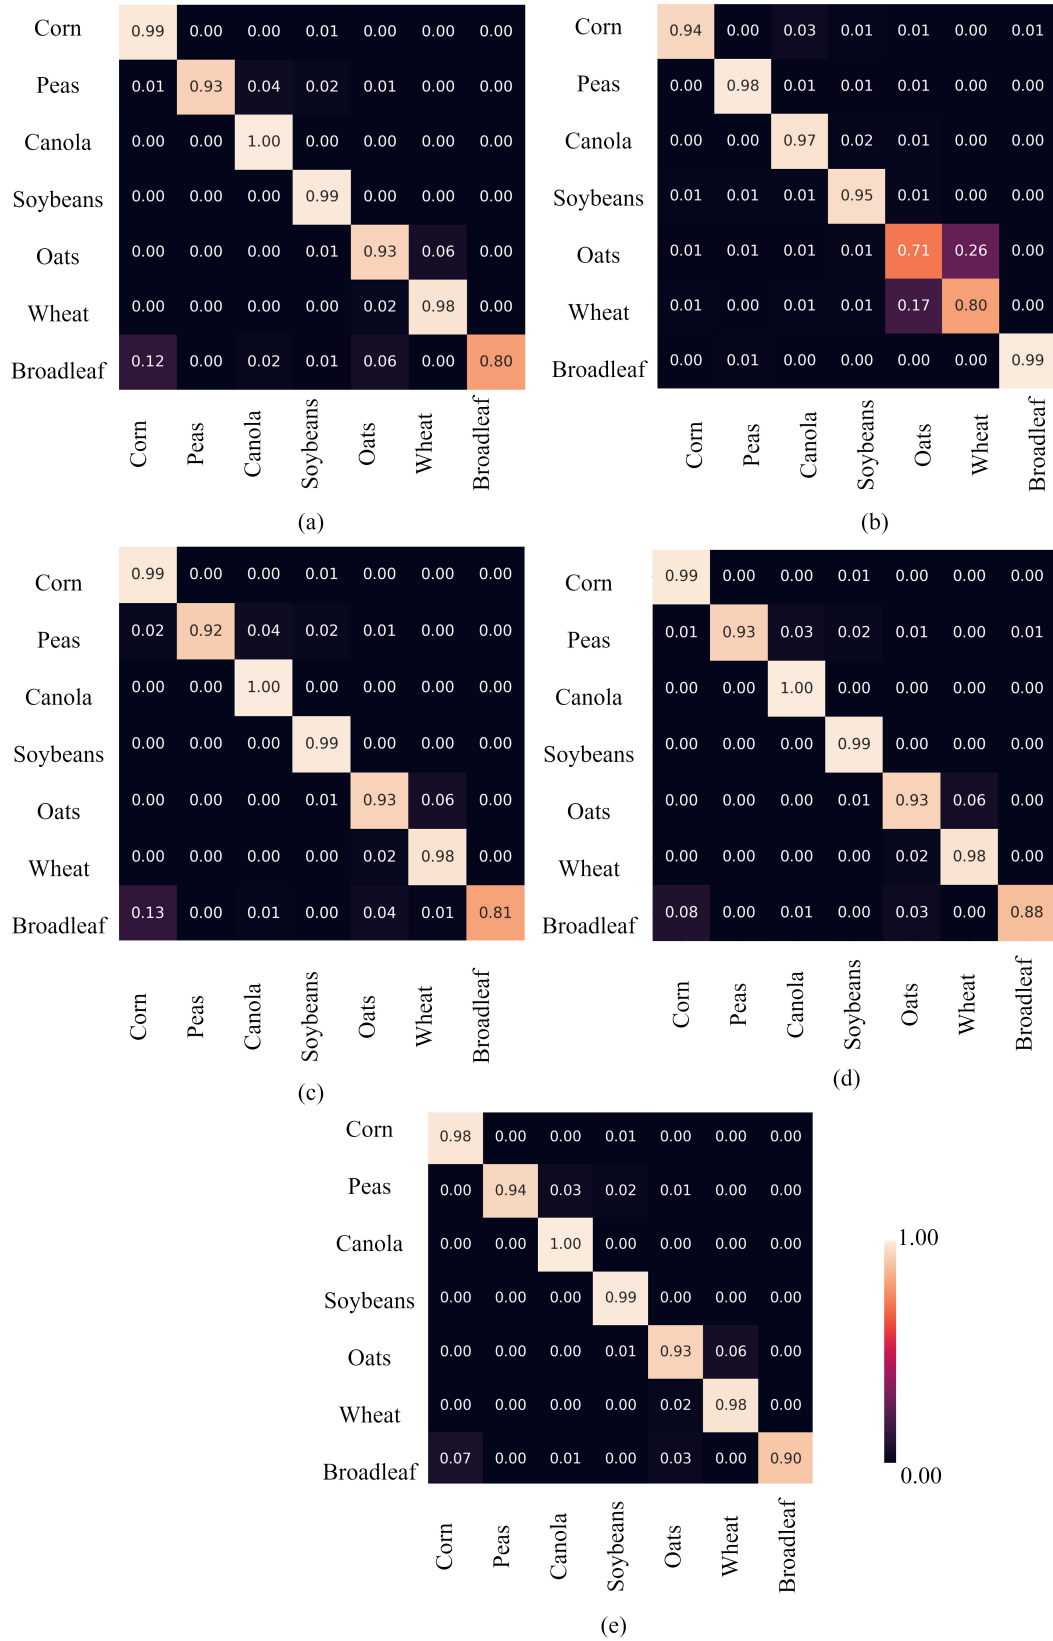 Corn 0.99 0.00 0.00 0.01 0.00 0.00 0.00
Peas 0.01 0.93 0.04 0.02 0.01 0.00 0.00
Canola 0.00 0.00 1.00 0.00 0.00 0.00 0.00
Soybeans 0.00 0.00 0.00 0.99 0.00 0.00 0.00
Oats 0.00 0.00 0.00 0.01 0.93 0.06 0.00
Wheat 0.00 0.00 0.00 0.00 0.02 0.98 0.00
Broadleaf 0.12 0.00 0.02 0.01 0.06 0.00 0.80
Corn Peas Canola Soybeans Oats Wheat Broadleaf
(a)
Corn 0.94 0.00 0.03 0.01 0.01 0.00 0.01
Peas 0.00 0.98 0.01 0.01 0.01 0.00 0.00
Canola 0.00 0.00 0.97 0.02 0.01 0.00 0.00
Soybeans 0.01 0.01 0.01 0.95 0.01 0.00 0.00
Oats 0.01 0.01 0.01 0.01 0.71 0.26 0.00
Wheat 0.01 0.00 0.01 0.01 0.17 0.80 0.00
Broadleaf 0.00 0.01 0.00 0.00 0.00 0.00 0.99
Corn Peas Canola Soybeans Oats Wheat Broadleaf
(b)
Corn 0.99 0.00 0.00 0.01 0.00 0.00 0.00
Peas 0.02 0.92 0.04 0.02 0.01 0.00 0.00
Canola 0.00 0.00 1.00 0.00 0.00 0.00 0.00
Soybeans 0.00 0.00 0.00 0.99 0.00 0.00 0.00
Oats 0.00 0.00 0.00 0.01 0.93 0.06 0.00
Wheat 0.00 0.00 0.00 0.00 0.02 0.98 0.00
Broadleaf 0.13 0.00 0.01 0.00 0.04 0.01 0.81
Corn Peas Canola Soybeans Oats Wheat Broadleaf
(c)
Corn 0.99 0.00 0.00 0.01 0.00 0.00 0.00
Peas 0.01 0.93 0.03 0.02 0.01 0.00 0.01
Canola 0.00 0.00 1.00 0.00 0.00 0.00 0.00
Soybeans 0.00 0.00 0.00 0.99 0.00 0.00 0.00
Oats 0.00 0.00 0.00 0.01 0.93 0.06 0.00
Wheat 0.00 0.00 0.00 0.00 0.02 0.98 0.00
Broadleaf 0.08 0.00 0.01 0.00 0.03 0.00 0.88
Corn Peas Canola Soybeans Oats Wheat Broadleaf
(d)
Corn 0.98 0.00 0.00 0.01 0.00 0.00 0.00
Peas 0.00 0.94 0.03 0.02 0.01 0.00 0.00
Canola 0.00 0.00 1.00 0.00 0.00 0.00 0.00
Soybeans 0.00 0.00 0.00 0.99 0.00 0.00 0.00
Oats 0.00 0.00 0.00 0.01 0.93 0.06 0.00
Wheat 0.00 0.00 0.00 0.00 0.02 0.98 0.00
Broadleaf 0.07 0.00 0.01 0.00 0.03 0.00 0.90
Corn Peas Canola Soybeans Oats Wheat Broadleaf
(e)
1.00
0.00